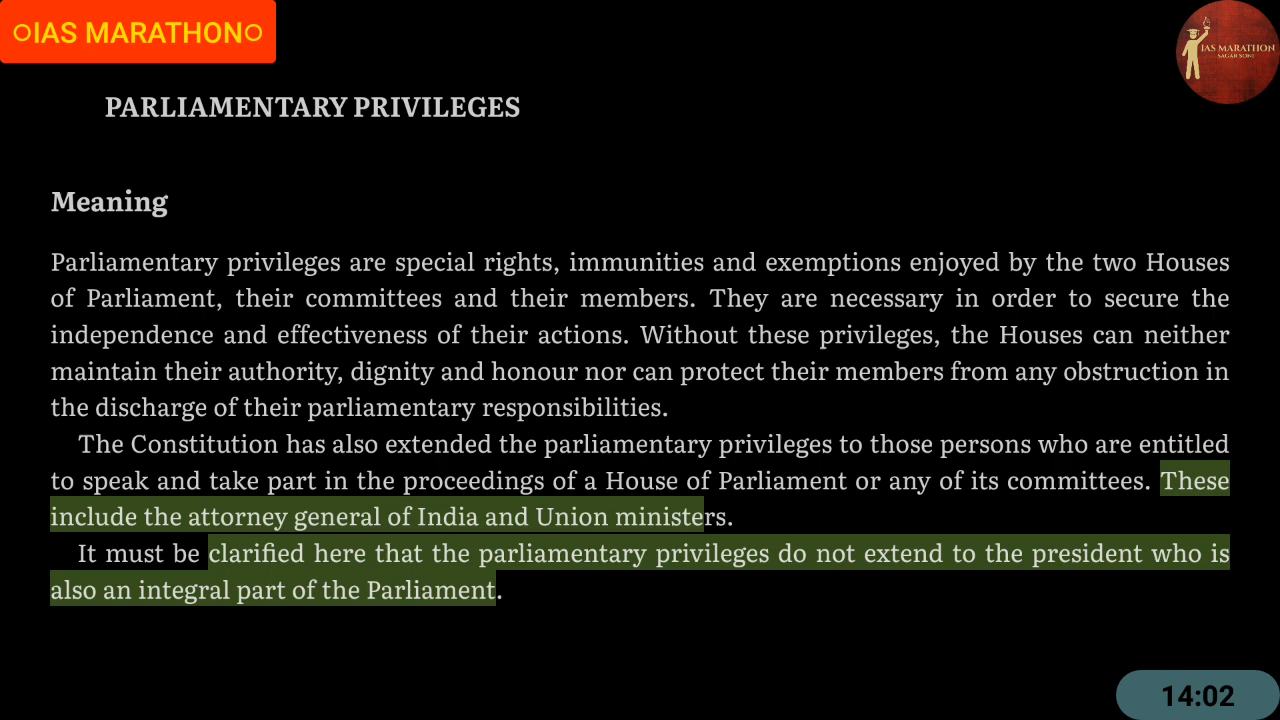 ○IAS MARATHON○
IAS MARATHON
SAGAR SONI
PARLIAMENTARY PRIVILEGES
Meaning
Parliamentary privileges are special rights, immunities and exemptions enjoyed by the two Houses
of Parliament, their committees and their members. They are necessary in order to secure the
independence and effectiveness of their actions. Without these privileges, the Houses can neither
maintain their authority, dignity and honour nor can protect their members from any obstruction in
the discharge of their parliamentary responsibilities.
The Constitution has also extended the parliamentary privileges to those persons who are entitled
to speak and take part in the proceedings of a House of Parliament or any of its committees. These
include the attorney general of India and Union ministers.
It must be clarified here that the parliamentary privileges do not extend to the president who is
also an integral part of the Parliament.
14:02